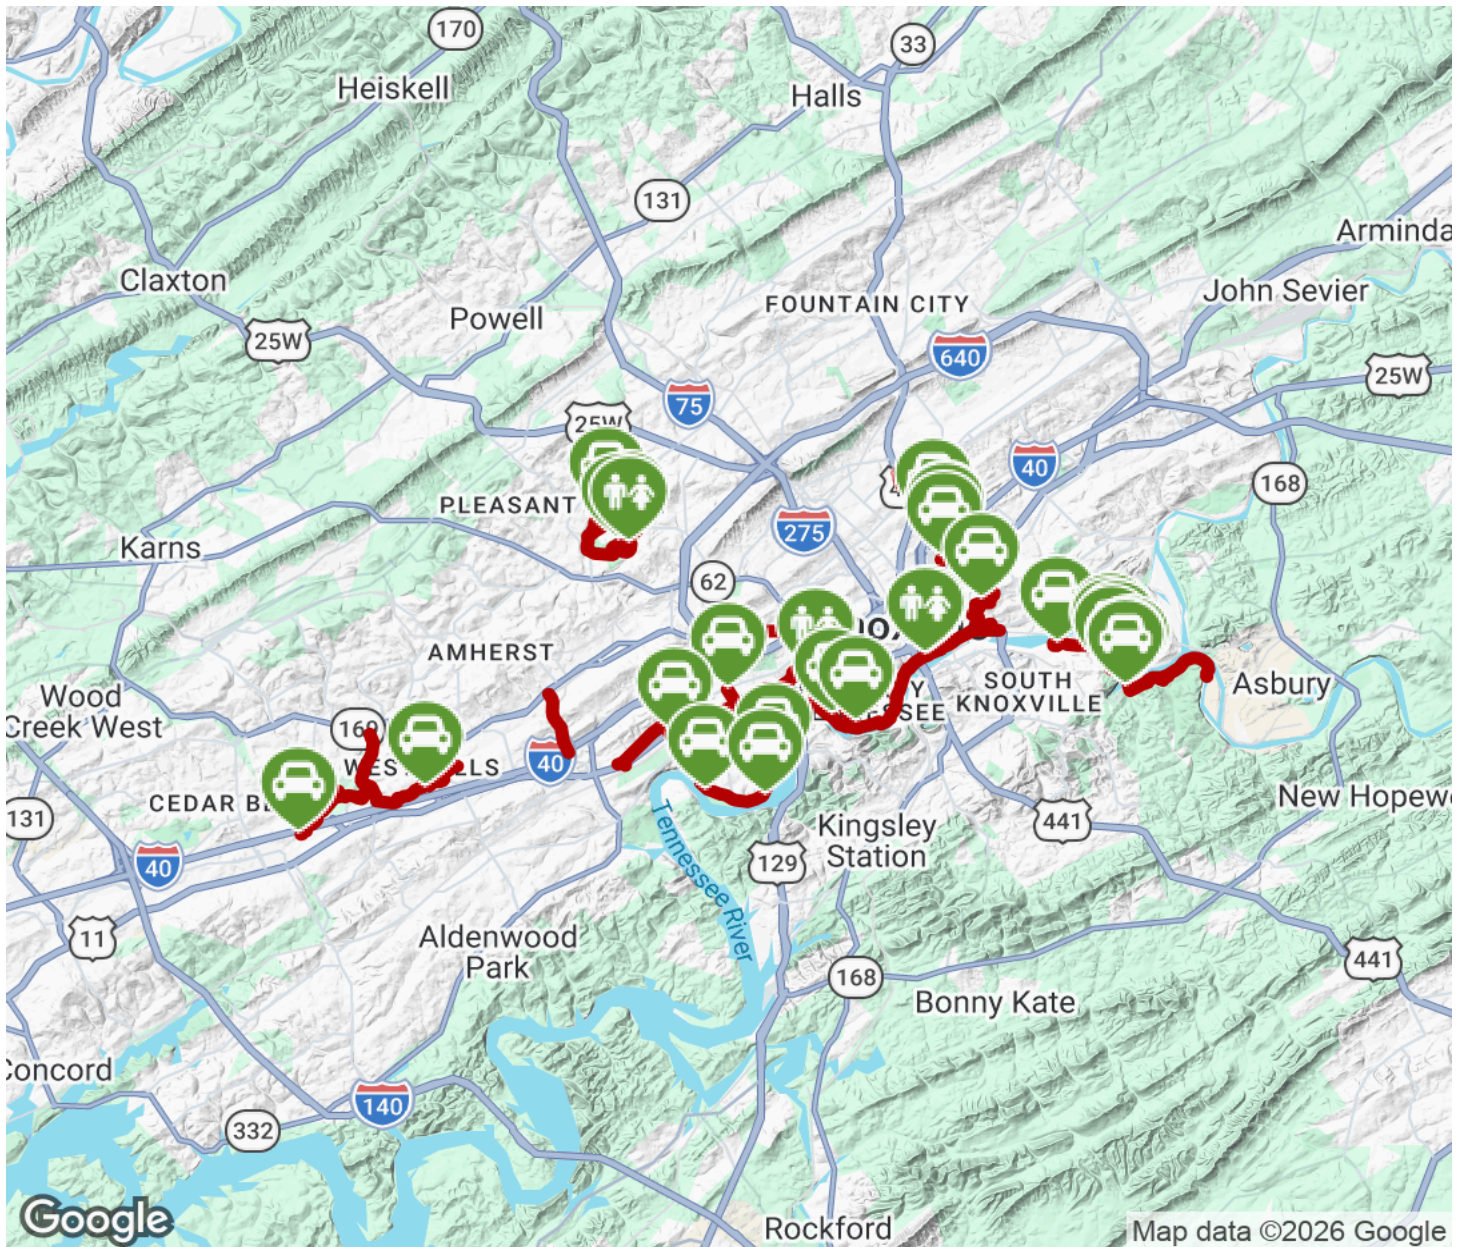 170
33
Heiskell
Halls
131
Arminda
Claxton
John Sevier
FOUNTAIN CITY
Powell
25W
640
25W
75
25W
40
168
PLEASANT
275
Karns
62
AMHERST
Wood
Creek West
SOUTH
KNOXVILLE
Asbury
169
40
CEDAR B
131
40
Tennessee River
New Hopew
Kingsley
Station
441
129
11
Aldenwood
Park
441
168
Bonny Kate
Concord
140
332
Google
Rockford
Map data ©2026 Google